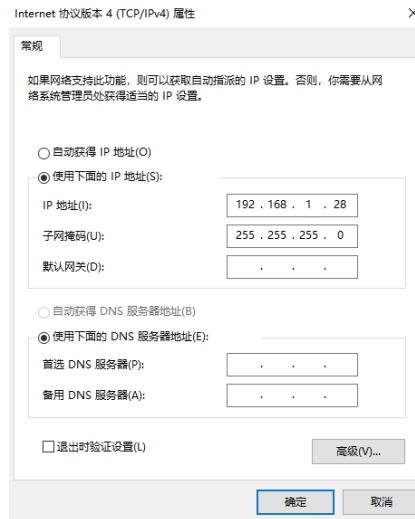 Internet 协议版本 4 (TCP/IPv4) 属性
常规
如果网络支持此功能，则可以获取自动指派的 IP 设置。否则，你需要从网
络系统管理员处获得适当的 IP 设置。
自动获得 IP 地址(O)
使用下面的 IP 地址(S):
IP 地址(I): 192 . 168 . 1 . 28
子网掩码(U): 255 . 255 . 255 . 0
默认网关(D): . . .
自动获得 DNS 服务器地址(B)
使用下面的 DNS 服务器地址(E):
首选 DNS 服务器(P): . . .
备用 DNS 服务器(A): . . .
退出时验证设置(L)
高级(V)...
确定 取消